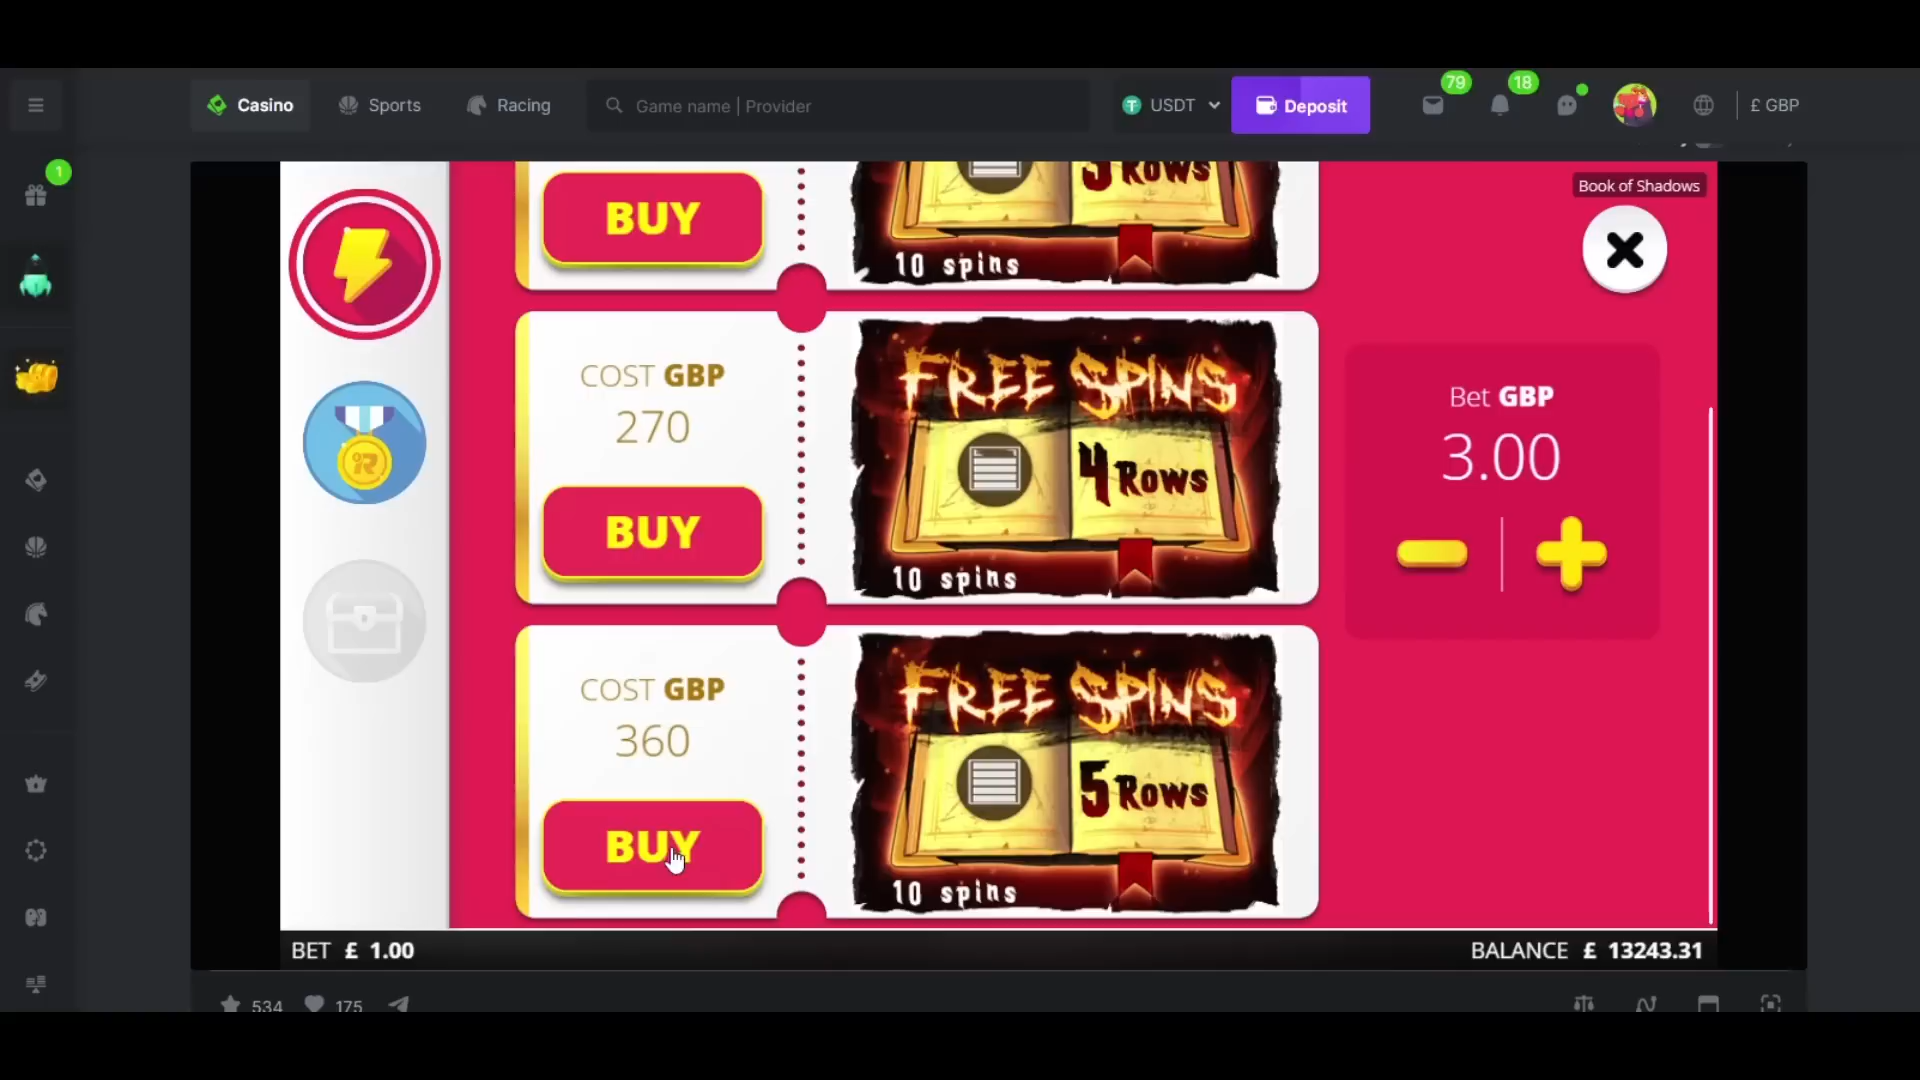 Casino
Sports
Racing
Game name | Provider
USDT
Deposit
79
18
£ GBP
1
Book of Shadows
BUY
3 Rows
10 spins
COST GBP
270
BUY
FREE SPINS
4 Rows
10 spins
Bet GBP
3.00
COST GBP
360
BUY
FREE SPINS
5 Rows
10 spins
BET £ 1.00
BALANCE £ 13243.31
534
175